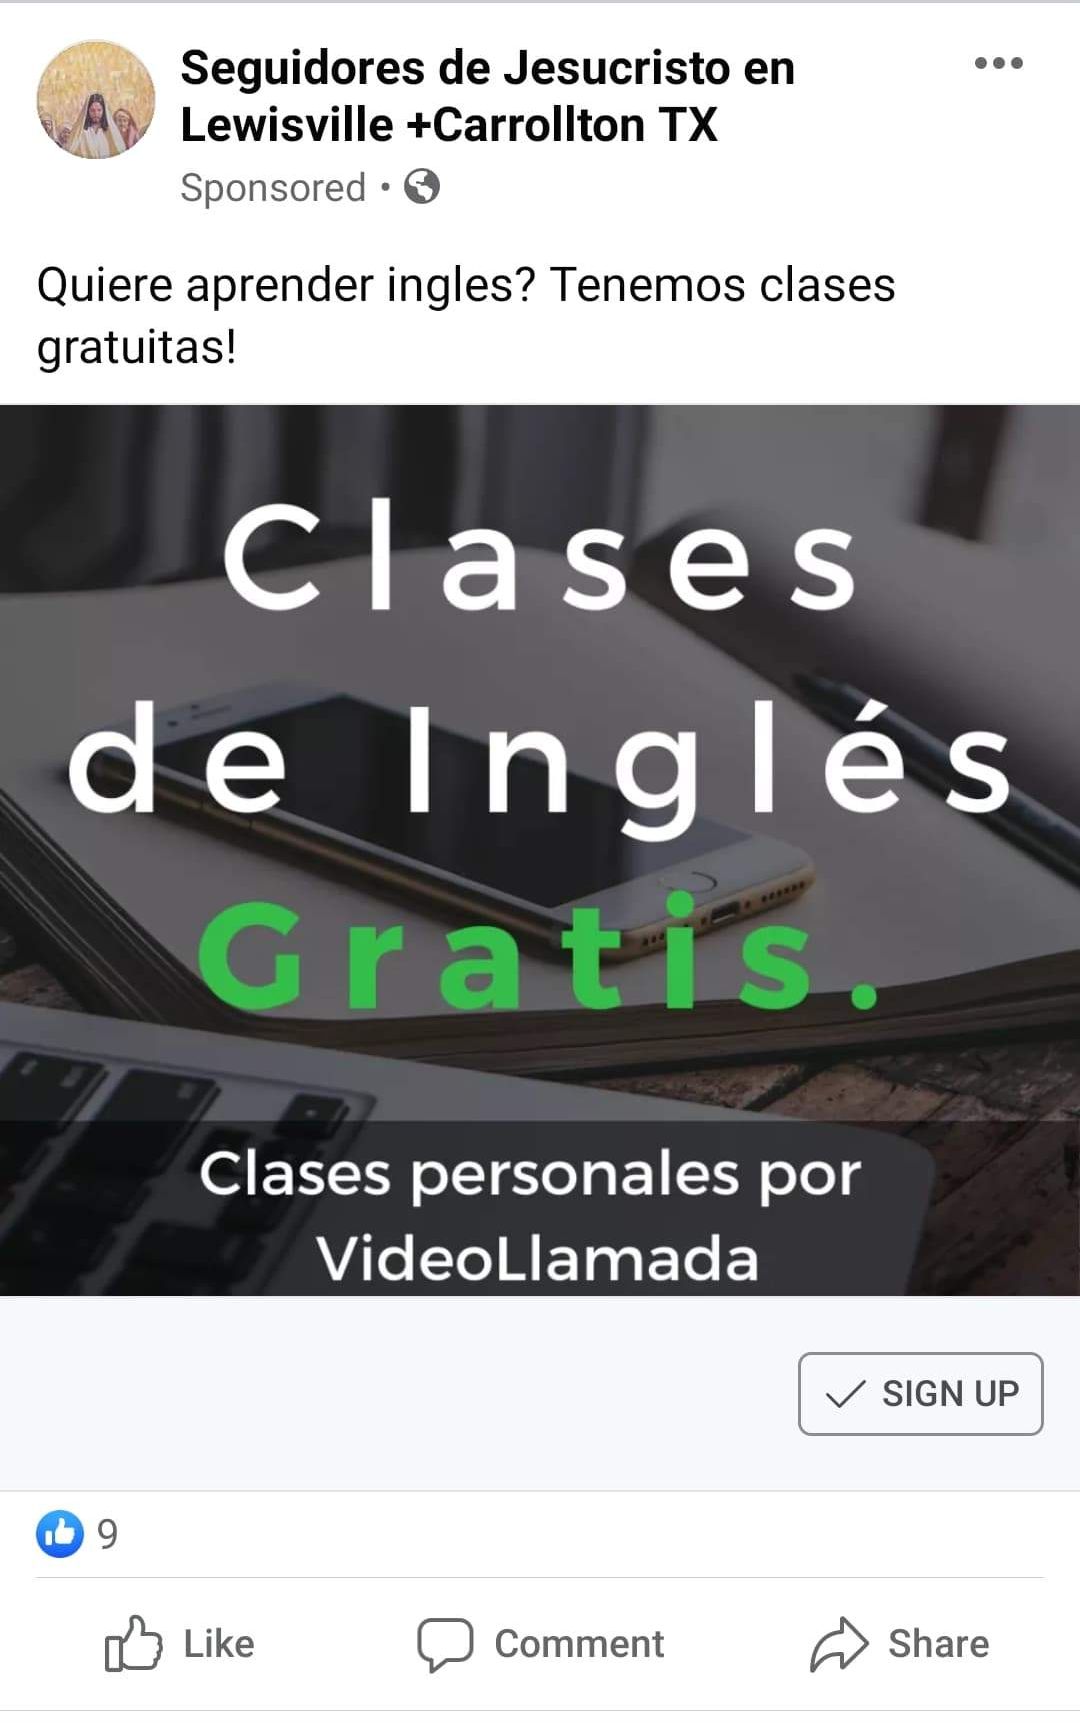 Seguidores de Jesucristo en
Lewisville +Carrollton TX
Sponsored •
Quiere aprender ingles? Tenemos clases
gratuitas!
Clases
de Inglés
Gratis.
Clases personales por
VideoLlamada
SIGN UP
9
Like Comment Share